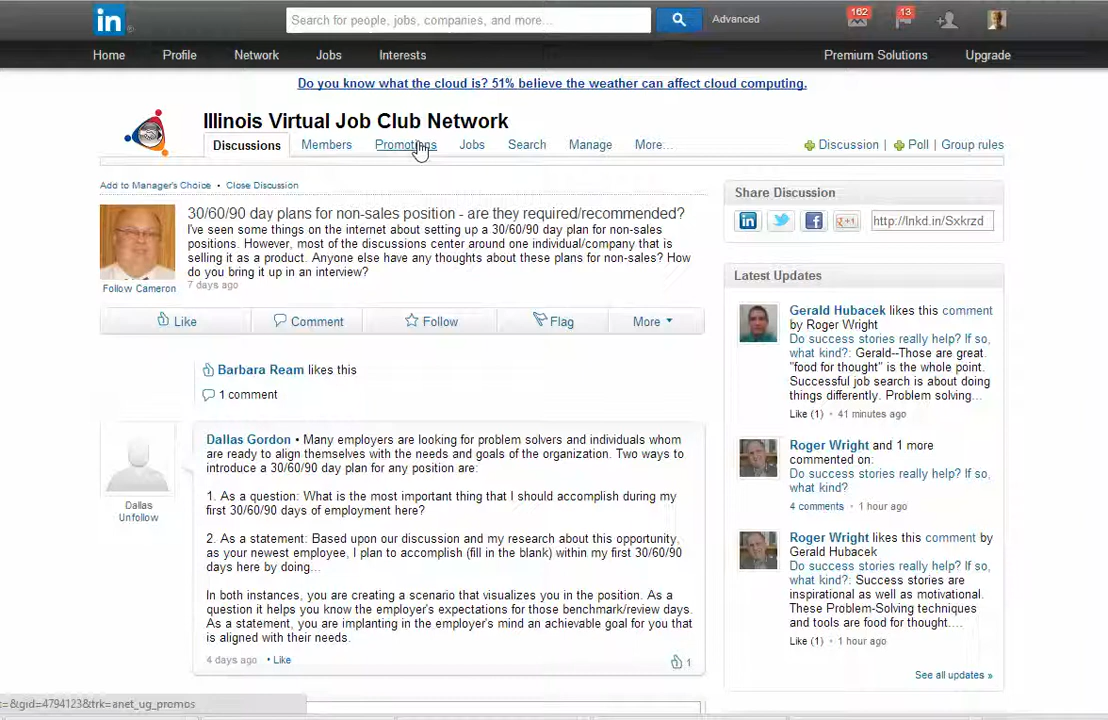 in
Search for people, jobs, companies, and more...
Advanced
162
13
Home Profile Network Jobs Interests Premium Solutions Upgrade
Do you know what the cloud is? 51% believe the weather can affect cloud computing.
Illinois Virtual Job Club Network
Discussions Members Promotions Jobs Search Manage More... Discussion | Poll | Group rules
Add to Manager's Choice • Close Discussion
30/60/90 day plans for non-sales position - are they required/recommended?
I've seen some things on the internet about setting up a 30/60/90 day plan for non-sales
positions. However, most of the discussions center around one individual/company that is
selling it as a product. Anyone else have any thoughts about these plans for non-sales? How
do you bring it up in an interview?
7 days ago
Follow Cameron
Like Comment Follow Flag More
Barbara Ream likes this
1 comment
Dallas Gordon • Many employers are looking for problem solvers and individuals whom
are ready to align themselves with the needs and goals of the organization. Two ways to
introduce a 30/60/90 day plan for any position are:
1. As a question: What is the most important thing that I should accomplish during my
first 30/60/90 days of employment here?
2. As a statement: Based upon our discussion and my research about this opportunity,
as your newest employee, I plan to accomplish (fill in the blank) within my first 30/60/90
days here by doing...
In both instances, you are creating a scenario that visualizes you in the position. As a
question it helps you know the employer's expectations for those benchmark/review days.
As a statement, you are implanting in the employer's mind an achievable goal for you that
is aligned with their needs.
4 days ago • Like
1
Dallas
Unfollow
Share Discussion
in
g+1
http://lnkd.in/Sxkrzd
Latest Updates
Gerald Hubacek likes this comment
by Roger Wright
Do success stories really help? If so,
what kind?: Gerald--Those are great.
"food for thought" is the whole point.
Successful job search is about doing
things differently. Problem solving...
Like (1) • 41 minutes ago
Roger Wright and 1 more
commented on:
Do success stories really help? If so,
what kind?
4 comments • 1 hour ago
Roger Wright likes this comment by
Gerald Hubacek
Do success stories really help? If so,
what kind?: Success stories are
inspirational as well as motivational.
These Problem-Solving techniques
and tools are food for thought....
Like (1) • 1 hour ago
See all updates »
=&gid=4794123&trk=anet_ug_promos